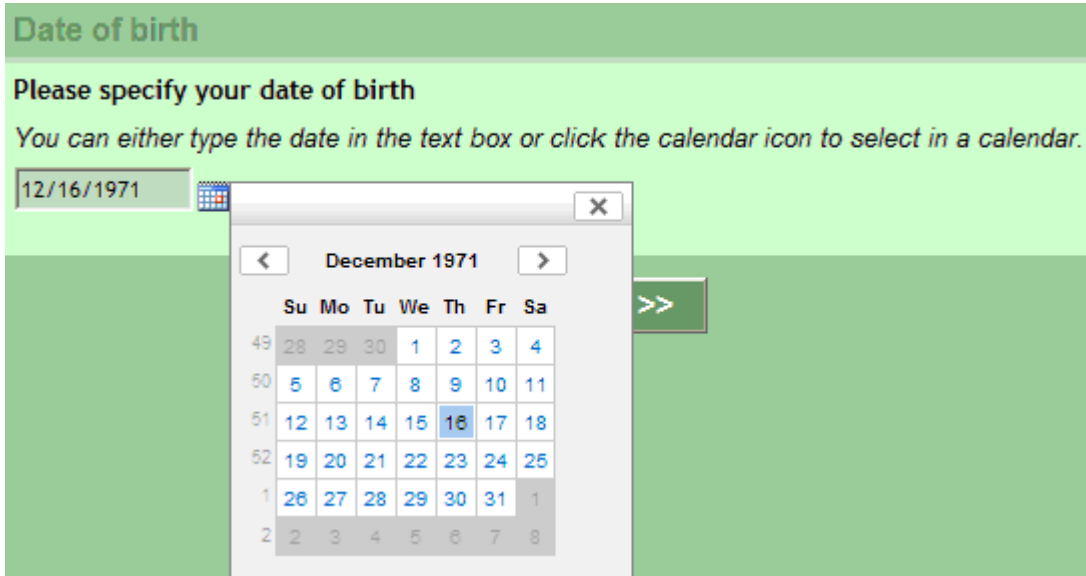 Date of birth
Please specify your date of birth
You can either type the date in the text box or click the calendar icon to select in a calendar.
12/16/1971
December 1971
Su Mo Tu We Th Fr Sa
49 28 29 30 1 2 3 4
50 5 6 7 8 9 10 11
51 12 13 14 15 16 17 18
52 19 20 21 22 23 24 25
1 26 27 28 29 30 31 1
2 2 3 4 5 6 7 8
>>